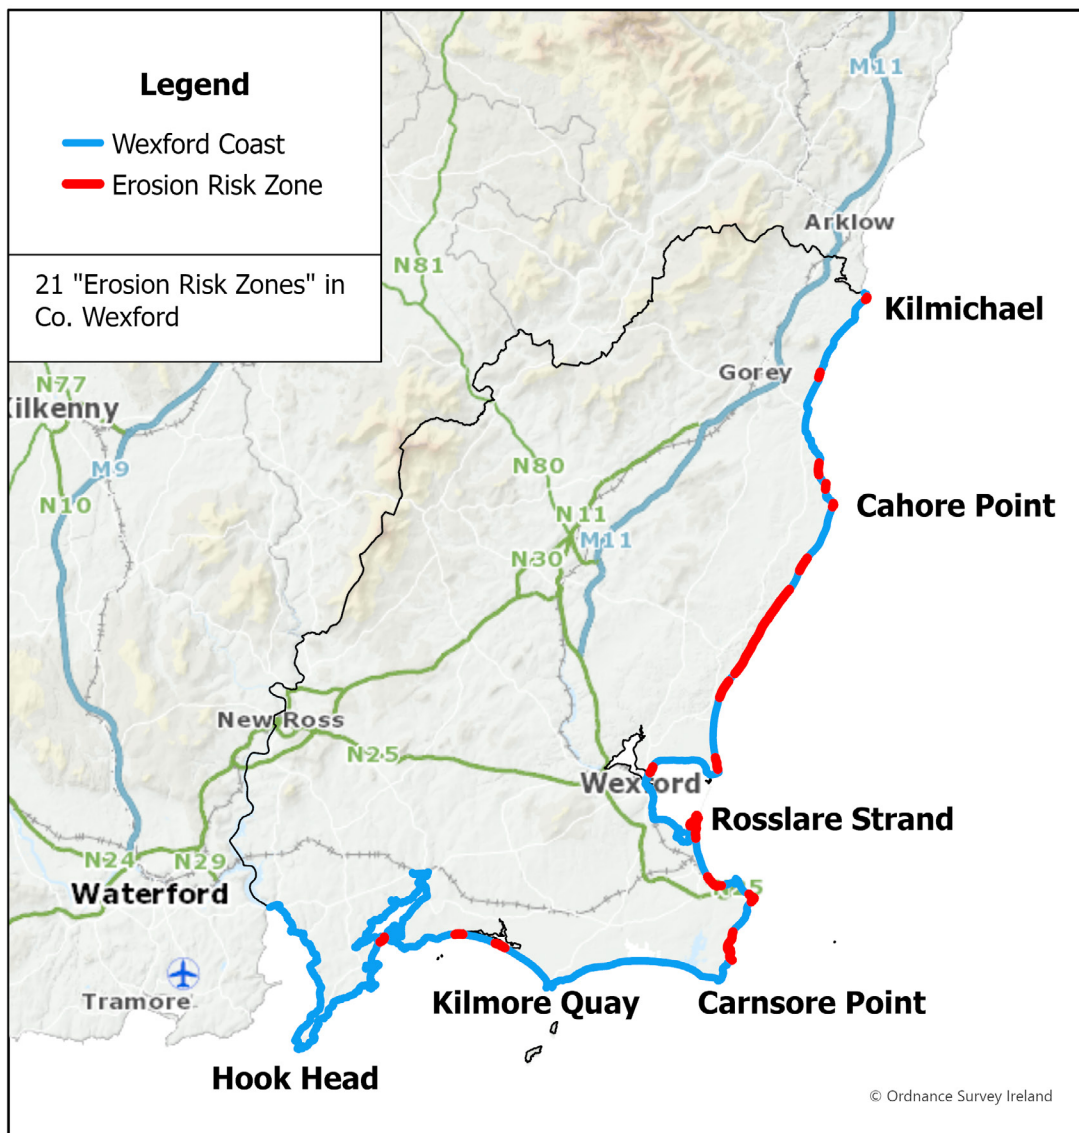 Legend
Wexford Coast
Erosion Risk Zone
21 "Erosion Risk Zones" in
Co. Wexford
M11
Arklow
N81
Kilmichael
Gorey
N77
Kilkenny
M9
N80
N10
Cahore Point
N11
M11
N30
New Ross
N25
Wexford
Rosslare Strand
N24
N29
N25
Waterford
Tramore
Kilmore Quay
Carnsore Point
Hook Head
© Ordnance Survey Ireland